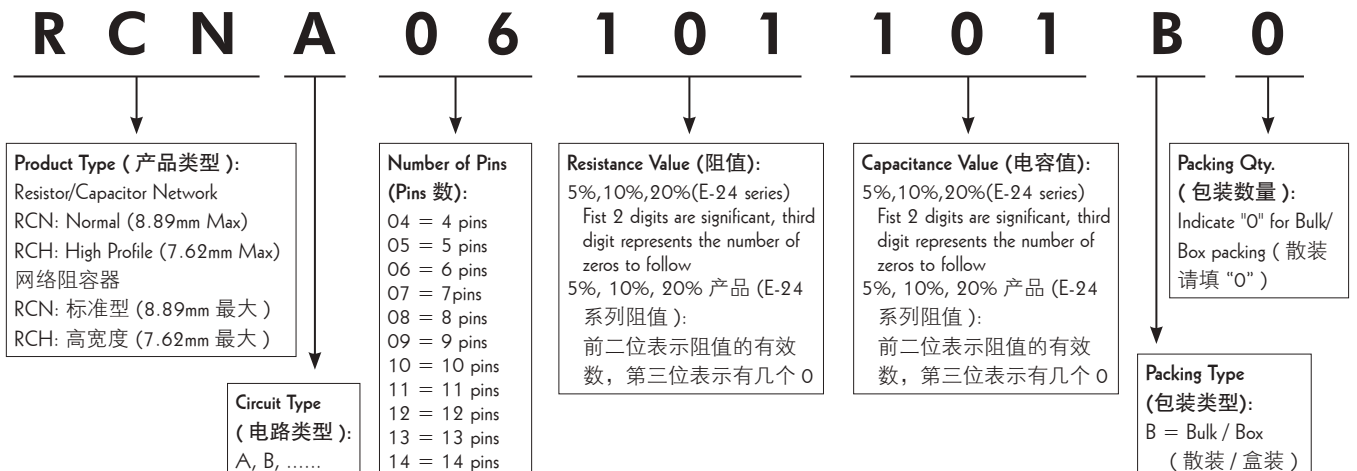 R C N A 0 6 1 0 1 1 0 1 B 0
Product Type ( 产品类型 ):
Resistor/Capacitor Network
RCN: Normal (8.89mm Max)
RCH: High Profile (7.62mm Max)
网络阻容器
RCN: 标准型 (8.89mm 最大 )
RCH: 高宽度 (7.62mm 最大 )
Circuit Type
( 电路类型 ):
A, B, ……
Number of Pins
(Pins 数):
04 = 4 pins
05 = 5 pins
06 = 6 pins
07 = 7pins
08 = 8 pins
09 = 9 pins
10 = 10 pins
11 = 11 pins
12 = 12 pins
13 = 13 pins
14 = 14 pins
Resistance Value (阻值):
5%,10%,20%(E-24 series)
Fist 2 digits are significant, third
digit represents the number of
zeros to follow
5%, 10%, 20% 产品 (E-24
系列阻值 ):
前二位表示阻值的有效
数，第三位表示有几个 0
Capacitance Value (电容值):
5%,10%,20%(E-24 series)
Fist 2 digits are significant, third
digit represents the number of
zeros to follow
5%, 10%, 20% 产品 (E-24
系列阻值 ):
前二位表示阻值的有效
数，第三位表示有几个 0
Packing Type
(包装类型):
B = Bulk / Box
( 散装 / 盒装 )
Packing Qty.
( 包装数量 ):
Indicate "0" for Bulk/
Box packing ( 散装
请填 “0” )